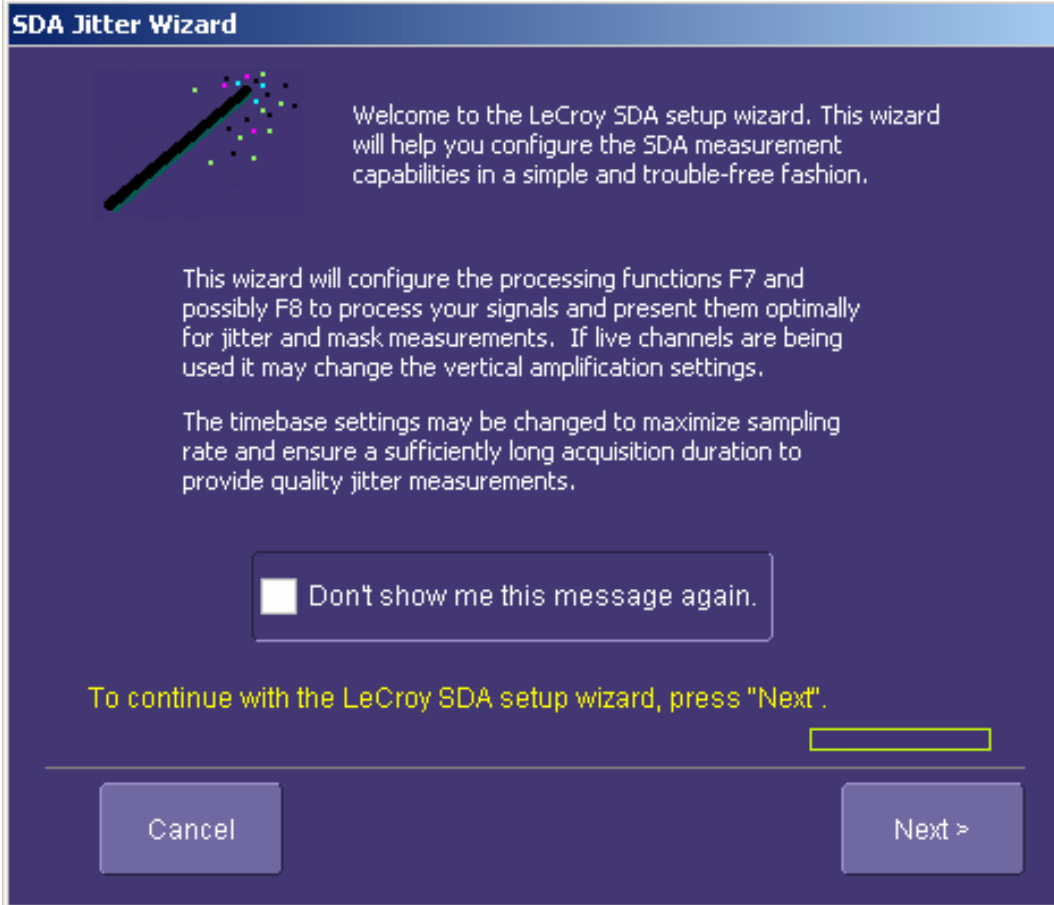 SDA Jitter Wizard
Welcome to the LeCroy SDA setup wizard. This wizard
will help you configure the SDA measurement
capabilities in a simple and trouble-free fashion.
This wizard will configure the processing functions F7 and
possibly F8 to process your signals and present them optimally
for jitter and mask measurements.  If live channels are being
used it may change the vertical amplification settings.
The timebase settings may be changed to maximize sampling
rate and ensure a sufficiently long acquisition duration to
provide quality jitter measurements.
Don't show me this message again.
To continue with the LeCroy SDA setup wizard, press "Next".
Cancel
Next >